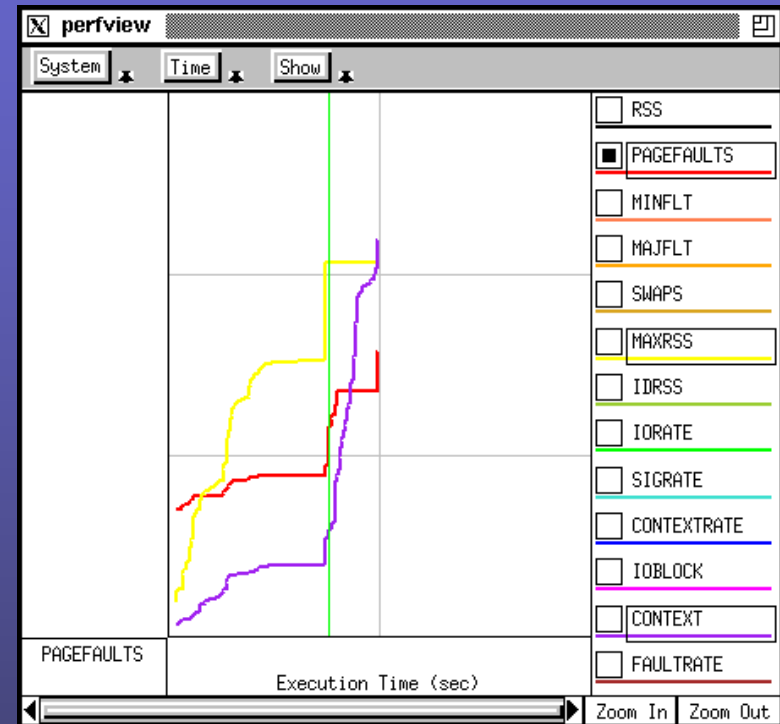 perfview
System Time Show
RSS
PAGEFAULTS
MINFLT
MAJFLT
SWAPS
MAXRSS
IDRSS
IORATE
SIGRATE
CONTEXTRATE
IOBLOCK
CONTEXT
FAULTRATE
PAGEFAULTS
Execution Time (sec)
Zoom In Zoom Out